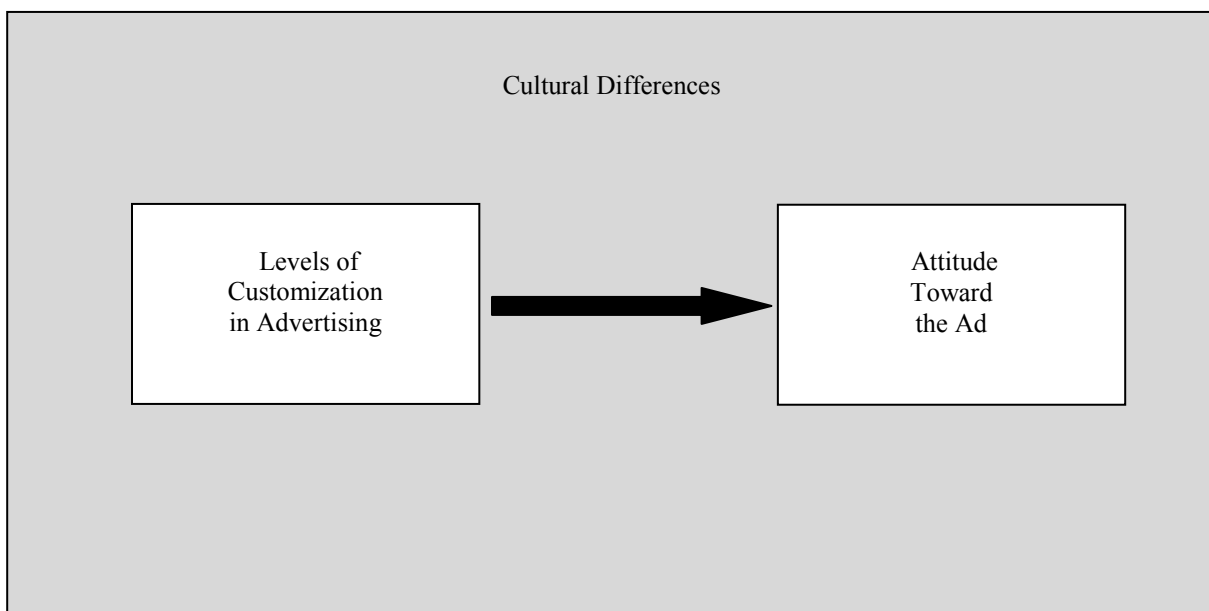 Cultural Differences
Levels of
Customization
in Advertising
Attitude
Toward
the Ad